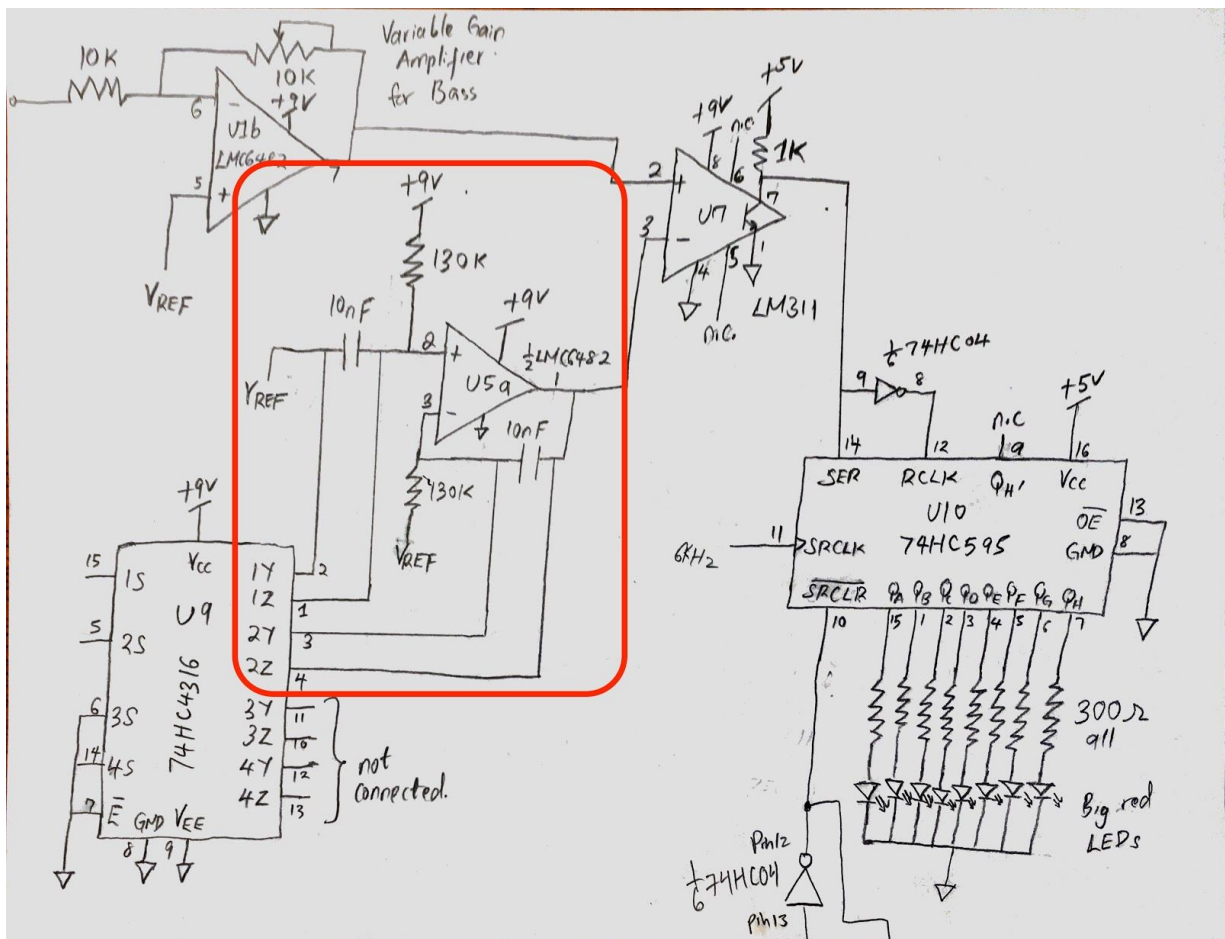 Variable Gain
Amplifier
for Bass
10K
10K
+9V
6
-
U1b
LMC6482
7
5
+
VREF
+9V
130K
10nF
VREF
2
+
+9V
½LMC6482
1
U5a
3
-
10nF
130K
VREF
+5V
1K
+9V
n.c.
8
6
2
+
7
U7
3
-
1
4
5
LM311
n.c.
1/6 74HC04
9
8
+5V
n.c
14
12
9
16
SER
RCLK
QH'
Vcc
U10
74HC595
OE
13
GND
8
6KHz
11
SRCLK
SRCLR
QA
QB
QC
QD
QE
QF
QG
QH
10
15
1
2
3
4
5
6
7
300Ω
all
Big red
LEDs
Pin12
1/6 74HC04
Pin13
+9V
Vcc
U9
74HC4316
15
1S
5
2S
6
3S
14
4S
7
E
GND
VEE
8
9
1Y
2
1Z
1
2Y
3
2Z
4
3Y
11
3Z
10
4Y
12
4Z
13
not
connected.